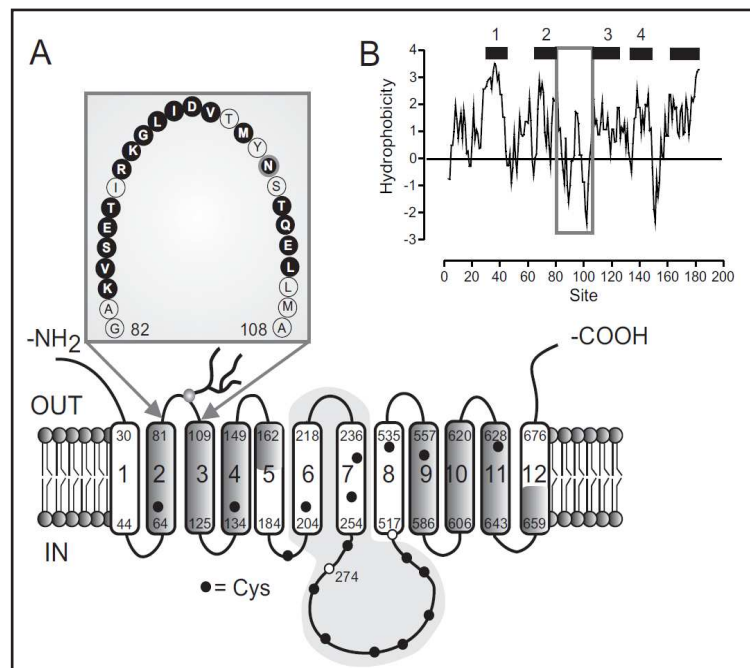 A
B
G A K V S E T I R K G L I D V T M Y N S T Q E L L M A
82 108
1 2 3 4
Hydrophobicity
4
3
2
1
0
-1
-2
-3
0 20 40 60 80 100 120 140 160 180 200
Site
-NH2
-COOH
OUT
30 81 109 149 162 218 236 535 557 620 628 676
1 2 3 4 5 6 7 8 9 10 11 12
44 64 125 134 184 204 254 517 586 606 643 659
IN
274
= Cys